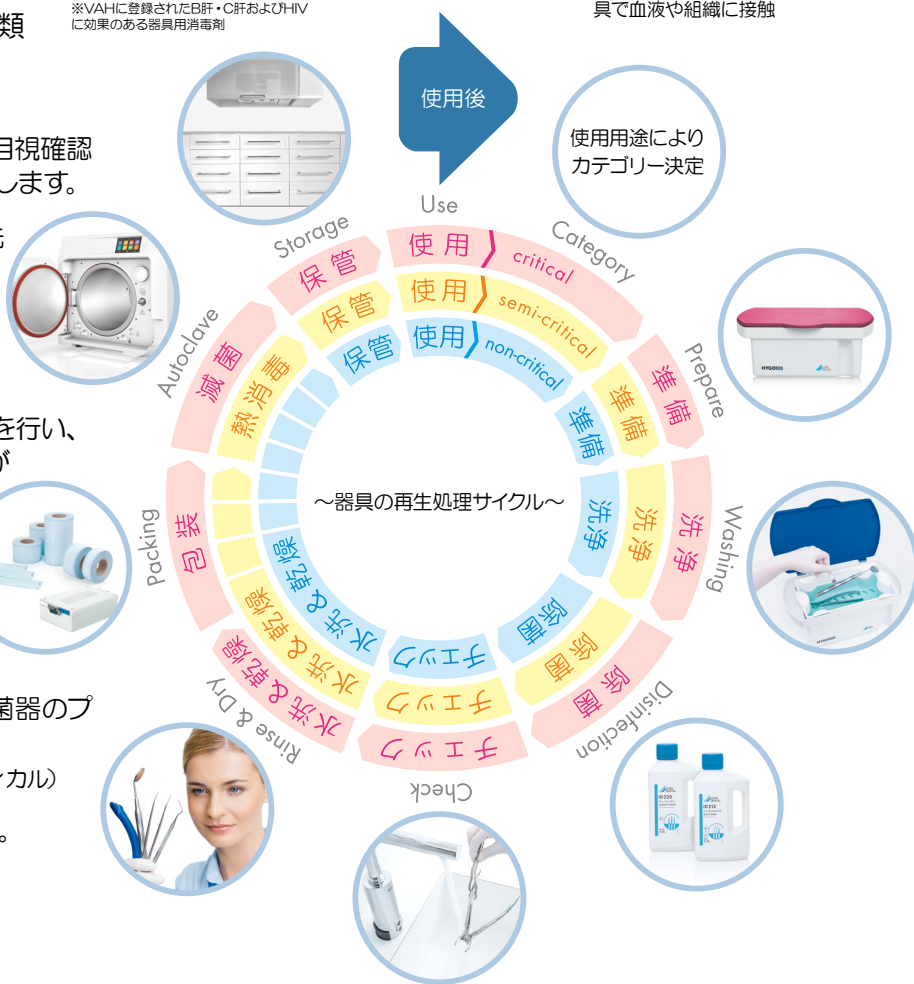 類
※VAHに登録されたB肝・C肝およびHIV
に効果のある器具用消毒剤
具で血液や組織に接触
使用後
目視確認
します。
使用用途により
カテゴリー決定
先
Use
Category
Storage
Autoclave
Prepare
Washing
Disinfection
Check
Rinse & Dry
Packing
使用
critical
準備
洗浄
除菌
チェック
水洗&乾燥
包装
滅菌
保管
使用
semi-critical
準備
洗浄
除菌
チェック
水洗&乾燥
熱消毒
保管
使用
non-critical
準備
洗浄
除菌
チェック
水洗&乾燥
保管
〜器具の再生処理サイクル〜
HYGOBOX
を行い、
が
菌器のプ
ィカル）
。
ID 220
ID 213